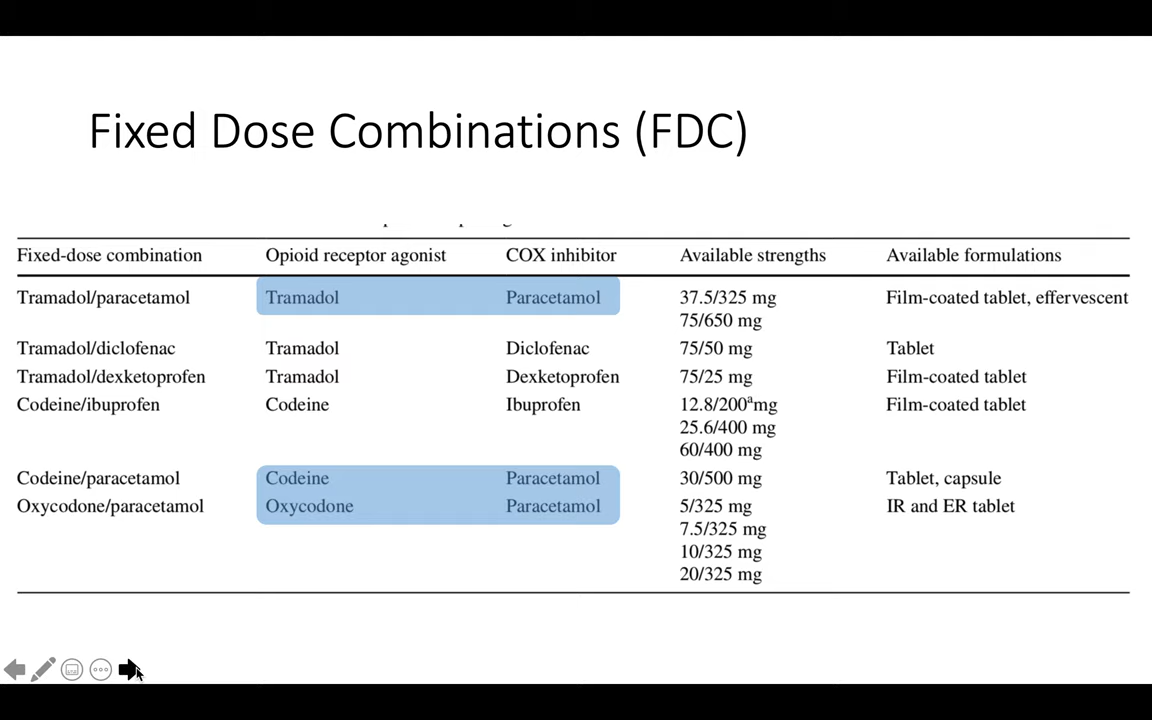 Fixed Dose Combinations (FDC)
Fixed-dose combination Opioid receptor agonist COX inhibitor Available strengths Available formulations
Tramadol/paracetamol Tramadol Paracetamol 37.5/325 mg Film-coated tablet, effervescent
75/650 mg
Tramadol/diclofenac Tramadol Diclofenac 75/50 mg Tablet
Tramadol/dexketoprofen Tramadol Dexketoprofen 75/25 mg Film-coated tablet
Codeine/ibuprofen Codeine Ibuprofen 12.8/200ᵃmg Film-coated tablet
25.6/400 mg
60/400 mg
Codeine/paracetamol Codeine Paracetamol 30/500 mg Tablet, capsule
Oxycodone/paracetamol Oxycodone Paracetamol 5/325 mg IR and ER tablet
7.5/325 mg
10/325 mg
20/325 mg